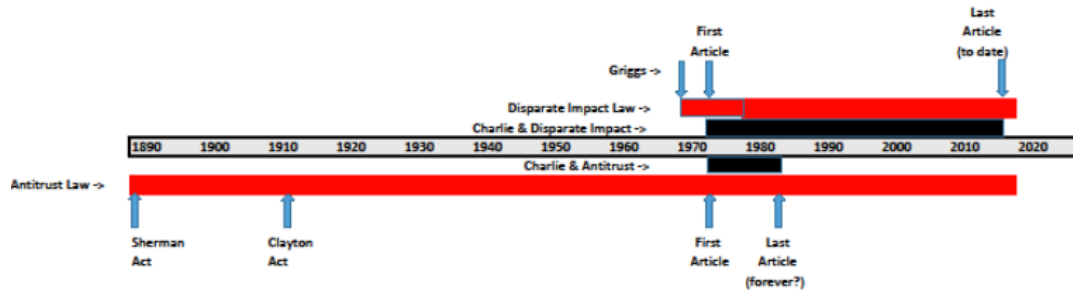 Last
First Article
Article (to date)
Griggs ->
Disparate Impact Law ->
Charlie & Disparate Impact ->
1890 1900 1910 1920 1930 1940 1950 1960 1970 1980 1990 2000 2010 2020
Charlie & Antitrust ->
Antitrust Law ->
Sherman Clayton First Last
Act Act Article Article
(forever?)